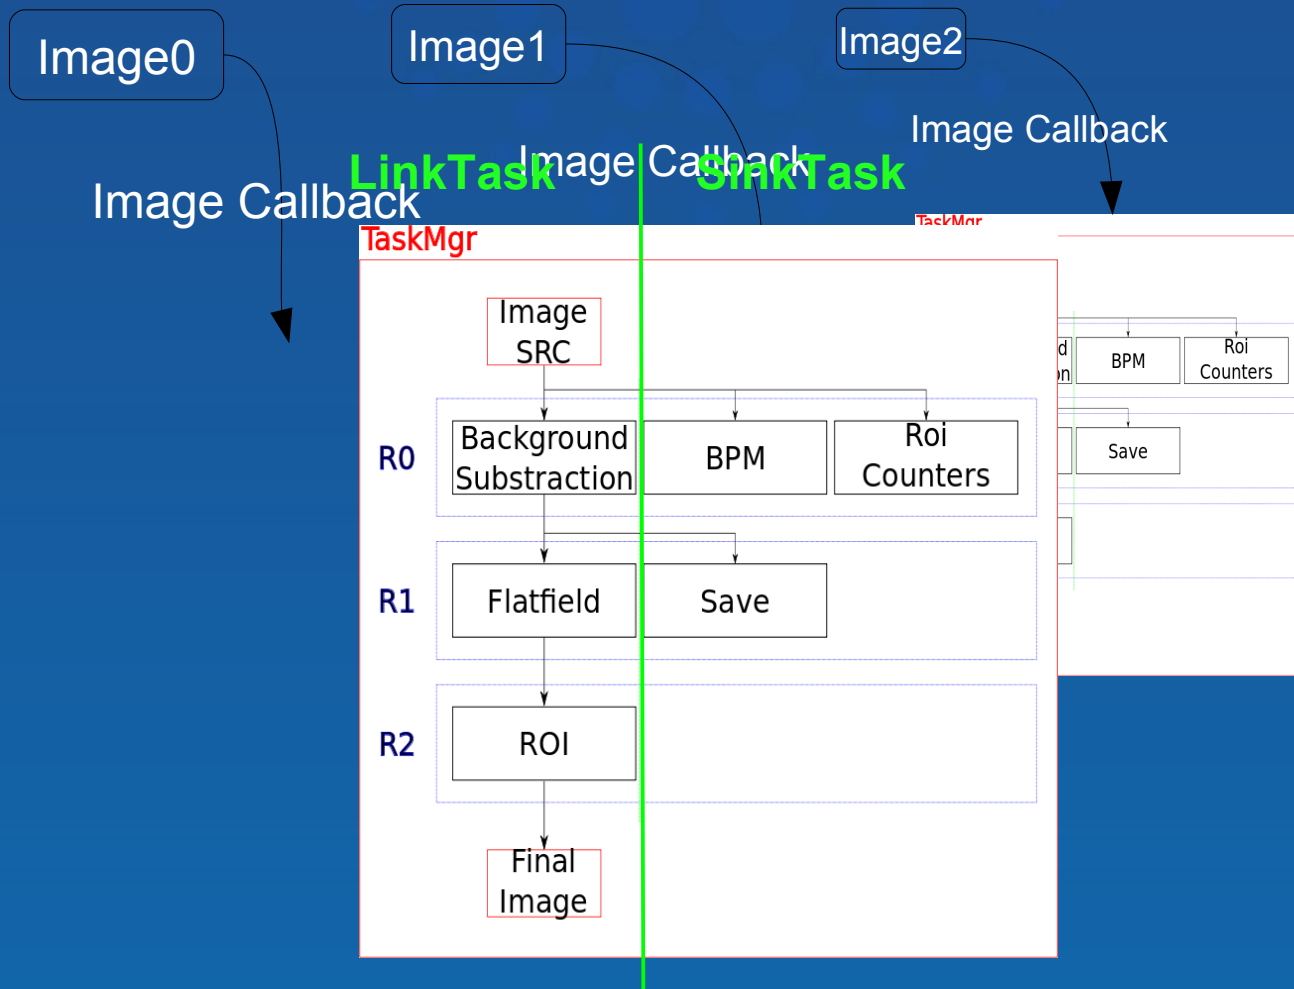 Image0
Image1
Image2
Image Callback
Image Callback
Image Callback
LinkTask
SinkTask
TaskMgr
Image
SRC
R0
Background
Substraction
BPM
Roi
Counters
R1
Flatfield
Save
R2
ROI
Final
Image
TaskMgr
BPM
Roi
Counters
Save